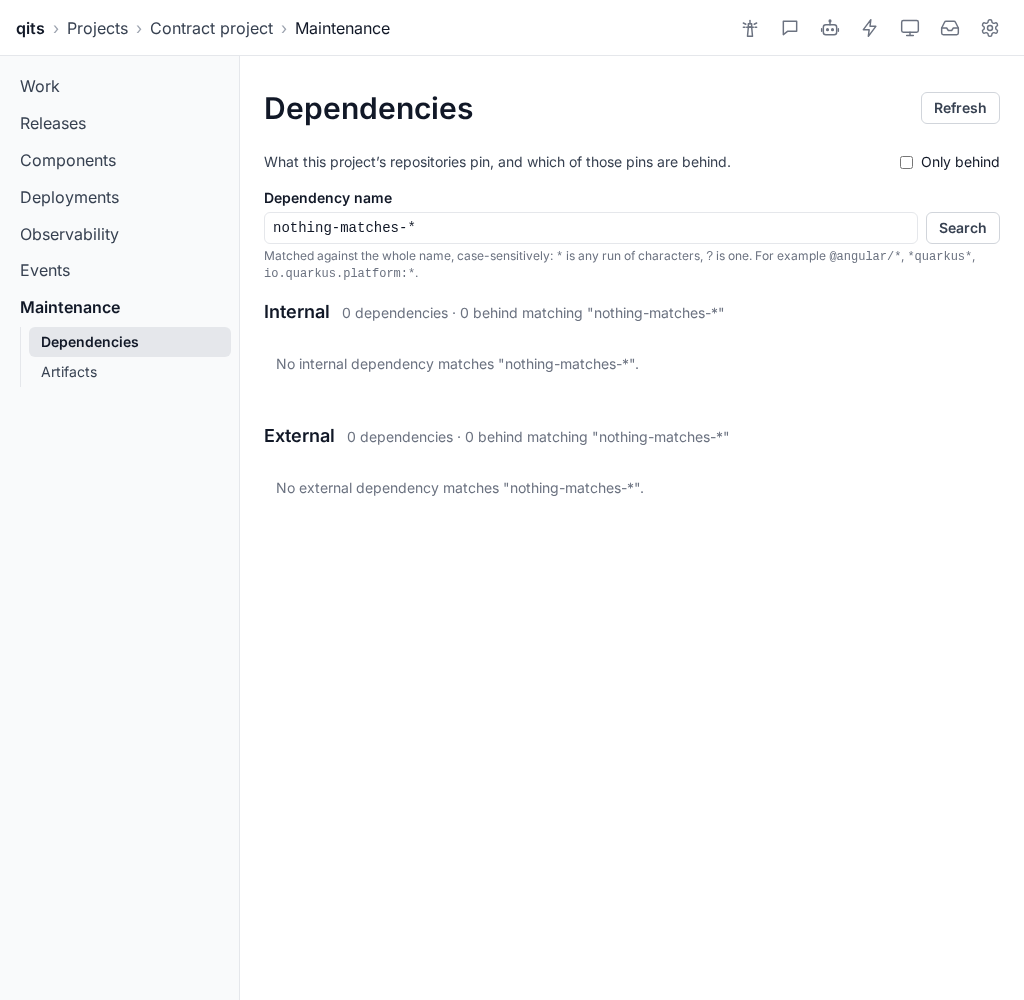 qits › Projects › Contract project › Maintenance
Work
Releases
Components
Deployments
Observability
Events
Maintenance
Dependencies
Artifacts
Dependencies
Refresh
What this project’s repositories pin, and which of those pins are behind.
Only behind
Dependency name
nothing-matches-*
Search
Matched against the whole name, case-sensitively: * is any run of characters, ? is one. For example @angular/*, *quarkus*,
io.quarkus.platform:*.
Internal 0 dependencies · 0 behind matching "nothing-matches-*"
No internal dependency matches "nothing-matches-*".
External 0 dependencies · 0 behind matching "nothing-matches-*"
No external dependency matches "nothing-matches-*".